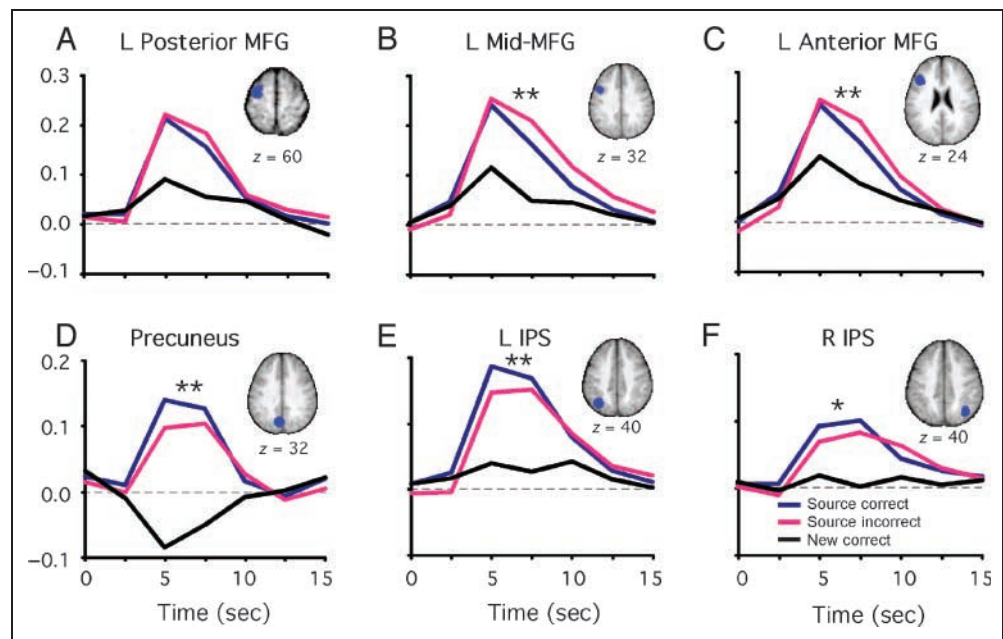 A L Posterior MFG
B L Mid-MFG
C L Anterior MFG
0.3
0.2
0.1
0.0
−0.1
z = 60
**
z = 32
**
z = 24
D Precuneus
E L IPS
F R IPS
0.2
0.1
0.0
−0.1
**
z = 32
**
z = 40
*
z = 40
Source correct
Source incorrect
New correct
0 5 10 15
0 5 10 15
0 5 10 15
Time (sec)
Time (sec)
Time (sec)